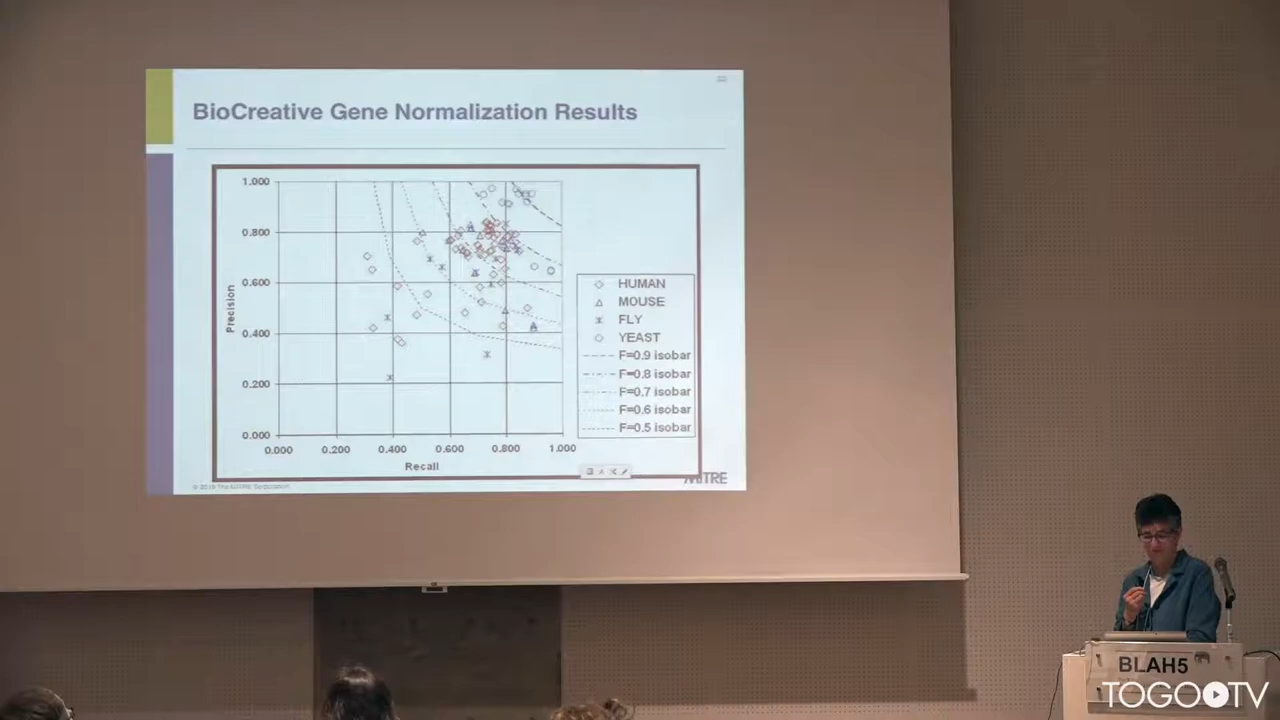 BioCreative Gene Normalization Results
1.000
0.800
0.600
0.400
0.200
0.000
Precision
0.000 0.200 0.400 0.600 0.800 1.000
Recall
HUMAN
MOUSE
FLY
YEAST
F=0.9 isobar
F=0.8 isobar
F=0.7 isobar
F=0.6 isobar
F=0.5 isobar
MITRE
BLAH5
TOGOTV